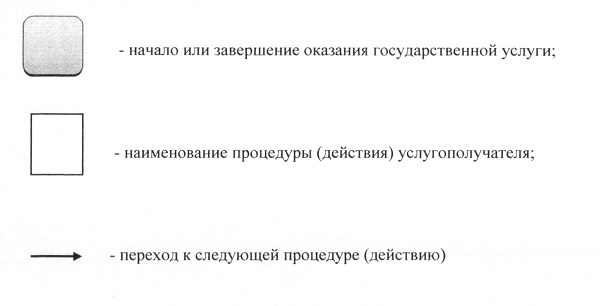 - начало или завершение оказания государственной услуги;
- наименование процедуры (действия) услугополучателя;
- переход к следующей процедуре (действию)